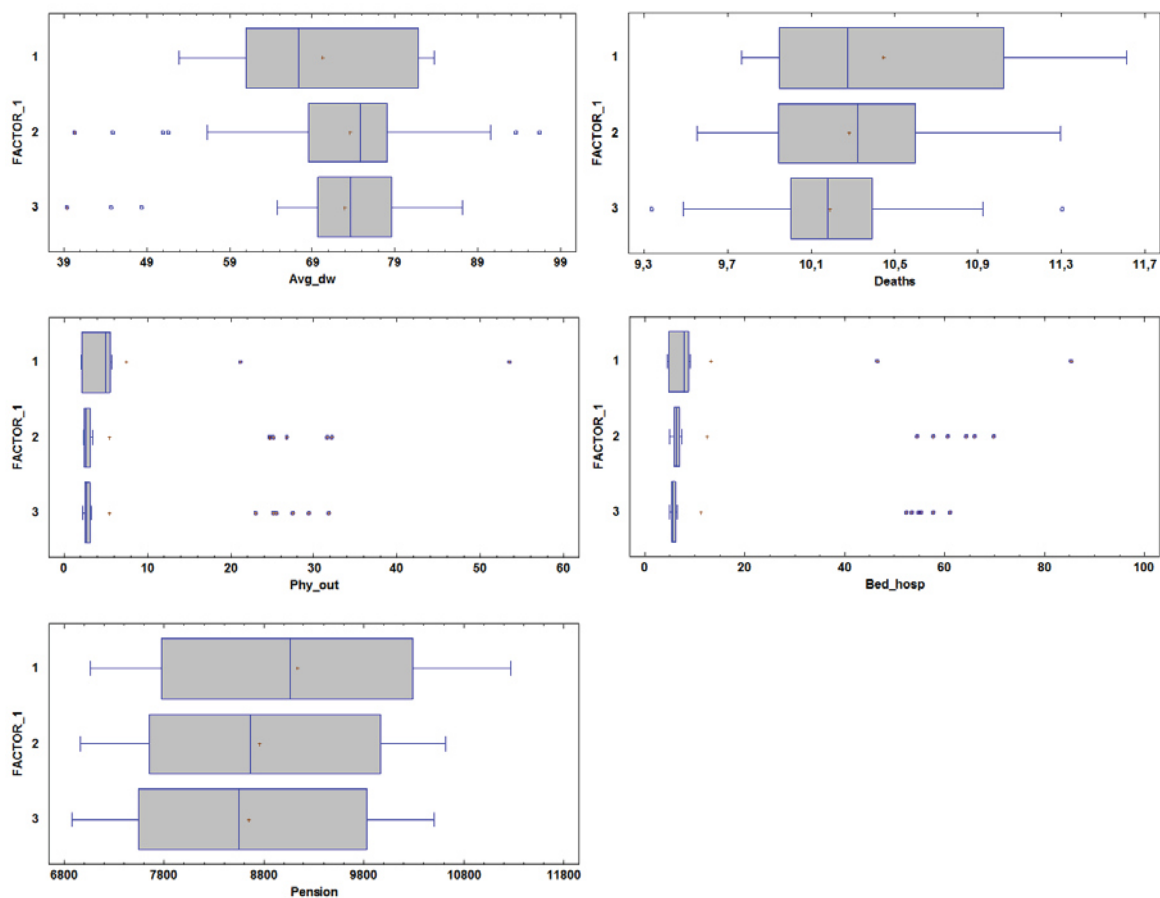 1
2
3
FACTOR_1
39 49 59 69 79 89 99
Avg_dw
1
2
3
FACTOR_1
9,3 9,7 10,1 10,5 10,9 11,3 11,7
Deaths
1
2
3
FACTOR_1
0 10 20 30 40 50 60
Phy_out
1
2
3
FACTOR_1
0 20 40 60 80 100
Bed_hosp
1
2
3
FACTOR_1
6800 7800 8800 9800 10800 11800
Pension